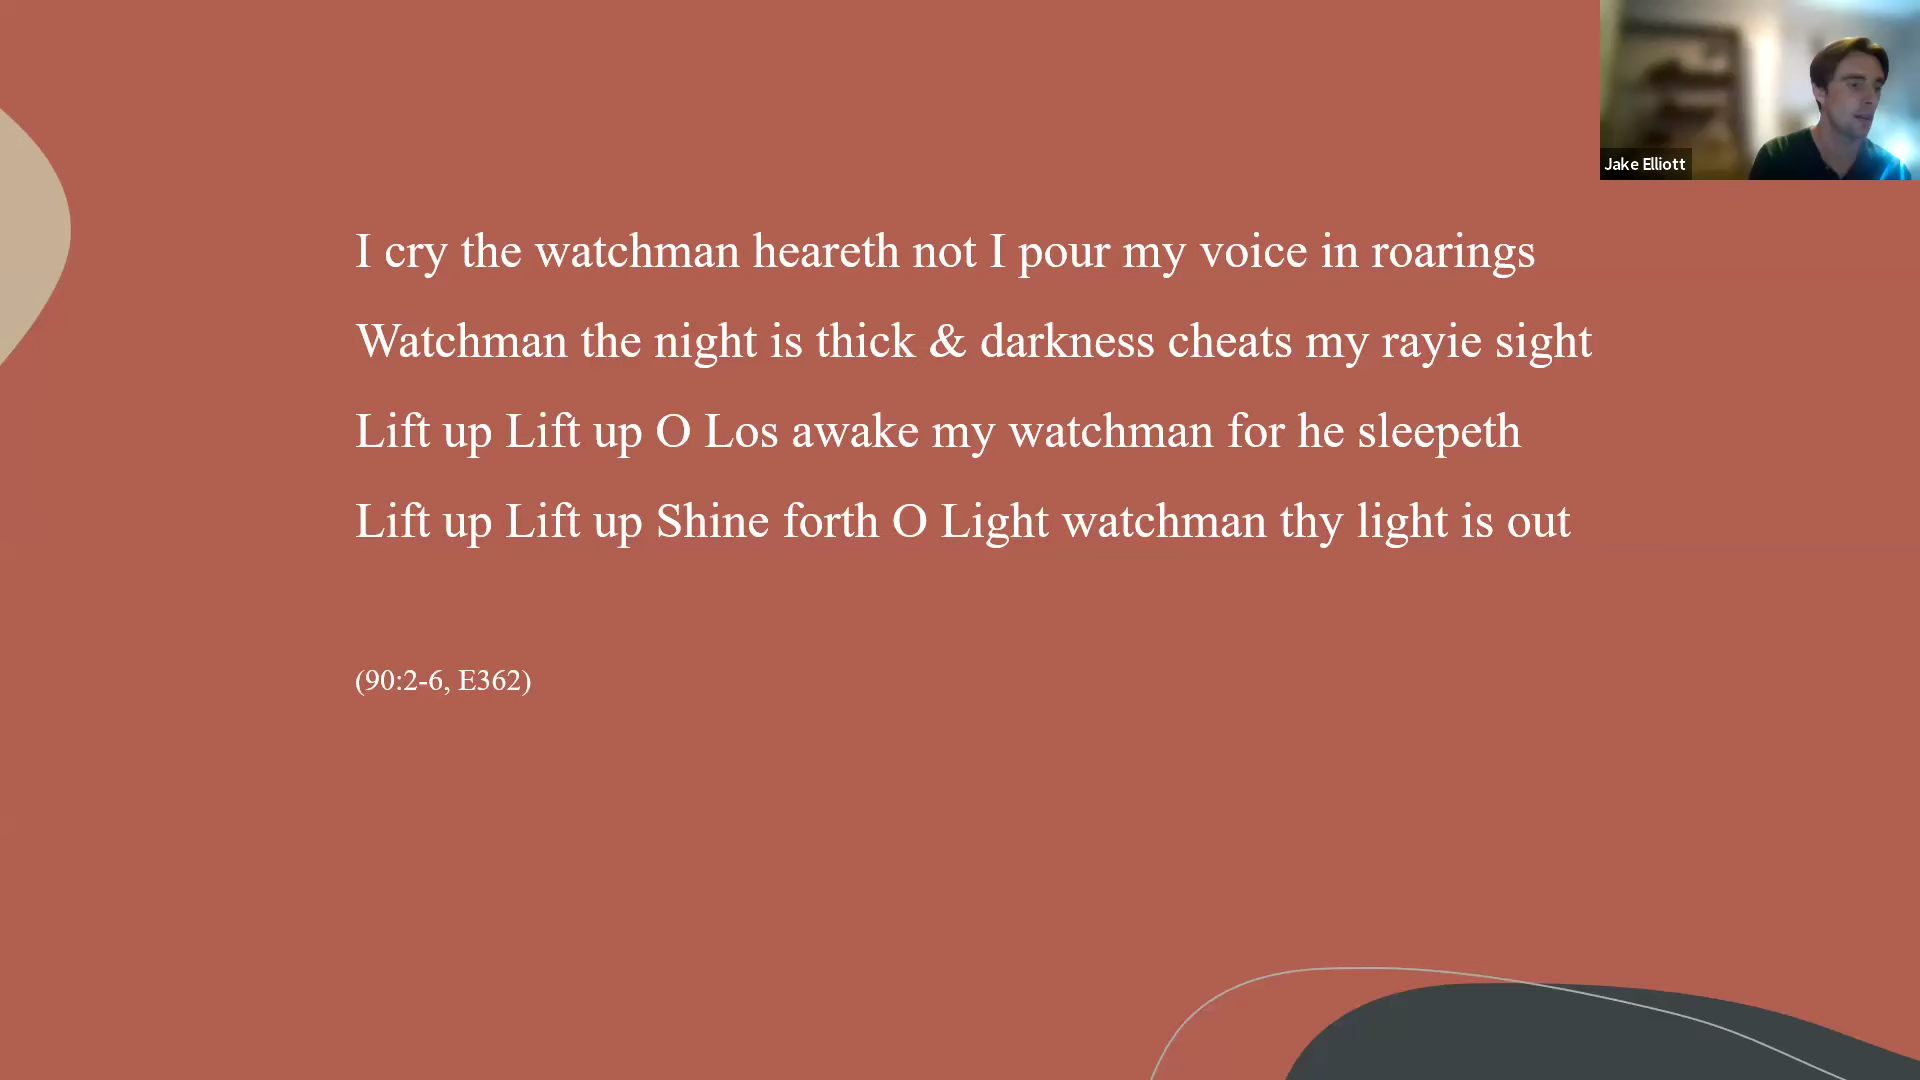 Jake Elliott
I cry the watchman heareth not I pour my voice in roarings
Watchman the night is thick & darkness cheats my rayie sight
Lift up Lift up O Los awake my watchman for he sleepeth
Lift up Lift up Shine forth O Light watchman thy light is out
(90:2-6, E362)